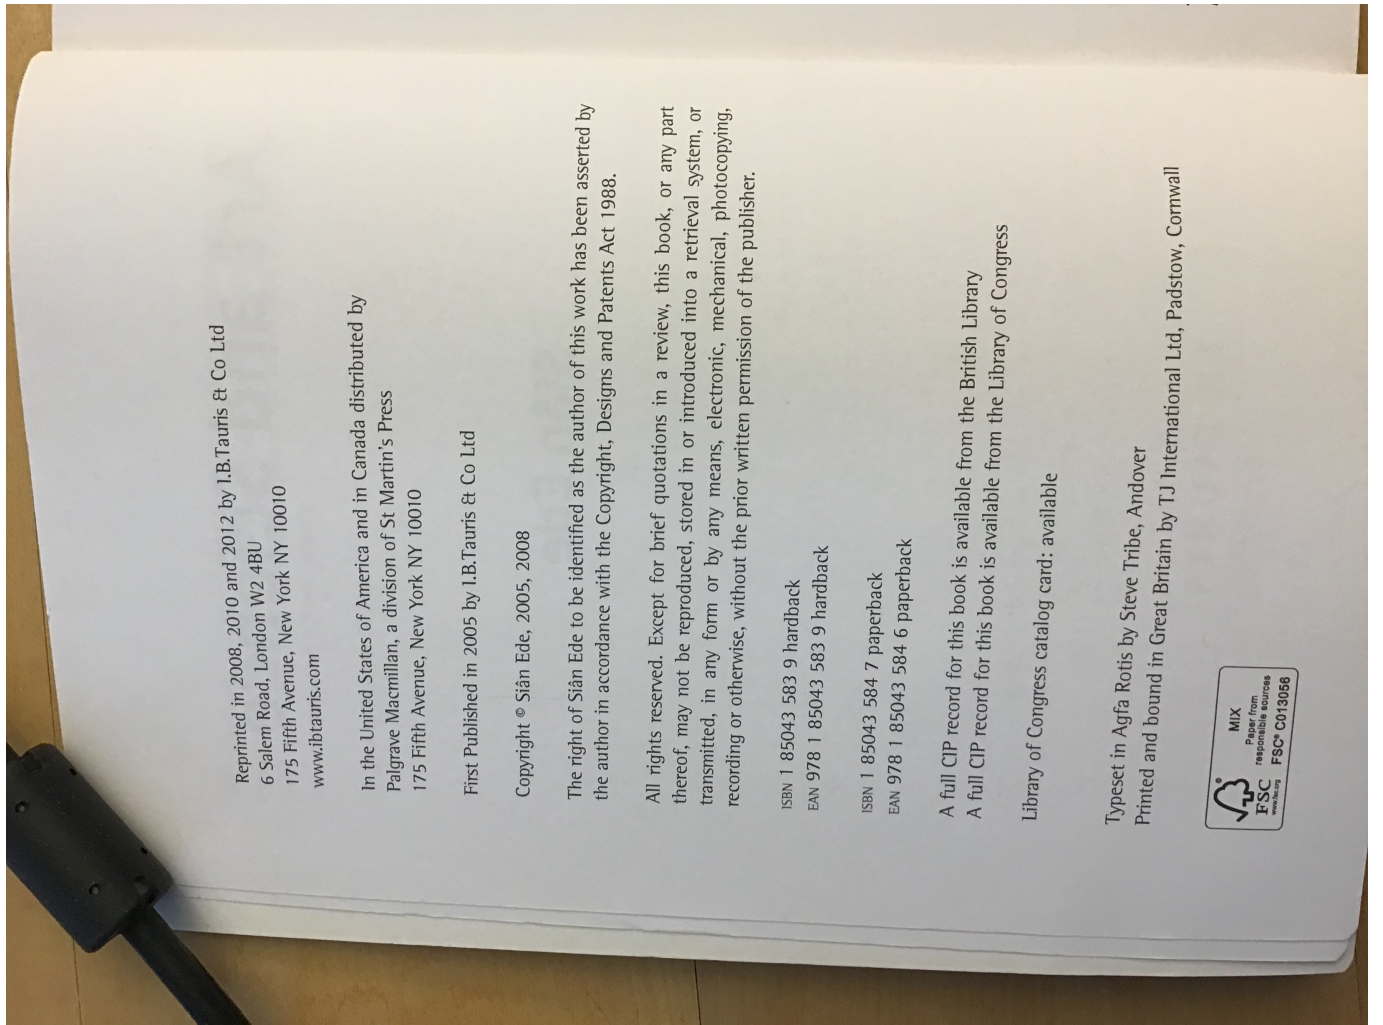 Reprinted in 2008, 2010 and 2012 by I.B.Tauris & Co Ltd
6 Salem Road, London W2 4BU
175 Fifth Avenue, New York NY 10010
www.ibtauris.com
In the United States of America and in Canada distributed by
Palgrave Macmillan, a division of St Martin's Press
175 Fifth Avenue, New York NY 10010
First Published in 2005 by I.B.Tauris & Co Ltd
Copyright © Siân Ede, 2005, 2008
The right of Siân Ede to be identified as the author of this work has been asserted by
the author in accordance with the Copyright, Designs and Patents Act 1988.
All rights reserved. Except for brief quotations in a review, this book, or any part
thereof, may not be reproduced, stored in or introduced into a retrieval system, or
transmitted, in any form or by any means, electronic, mechanical, photocopying,
recording or otherwise, without the prior written permission of the publisher.
ISBN 1 85043 583 9 hardback
EAN 978 1 85043 583 9 hardback
ISBN 1 85043 584 7 paperback
EAN 978 1 85043 584 6 paperback
A full CIP record for this book is available from the British Library
A full CIP record for this book is available from the Library of Congress
Library of Congress catalog card: available
Typeset in Agfa Rotis by Steve Tribe, Andover
Printed and bound in Great Britain by TJ International Ltd, Padstow, Cornwall
MIX
Paper from
responsible sources
FSC® C013056
FSC
www.fsc.org